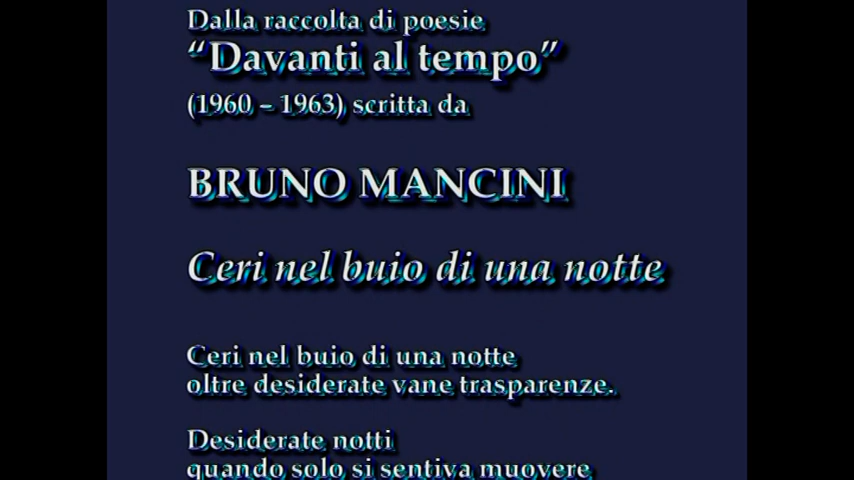 Dalla raccolta di poesie
“Davanti al tempo”
(1960 – 1963) scritta da
BRUNO MANCINI
Ceri nel buio di una notte
Ceri nel buio di una notte
oltre desiderate vane trasparenze.
Desiderate notti
quando solo si sentiva muovere